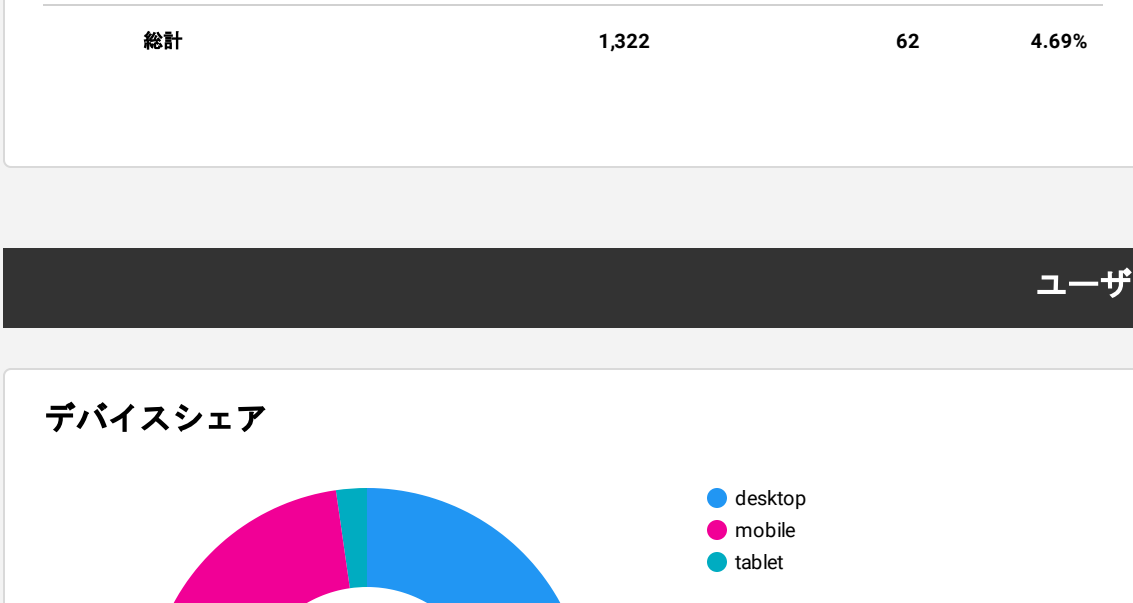 総計 1,322 62 4.69%
ユーザ
デバイスシェア
desktop
mobile
tablet